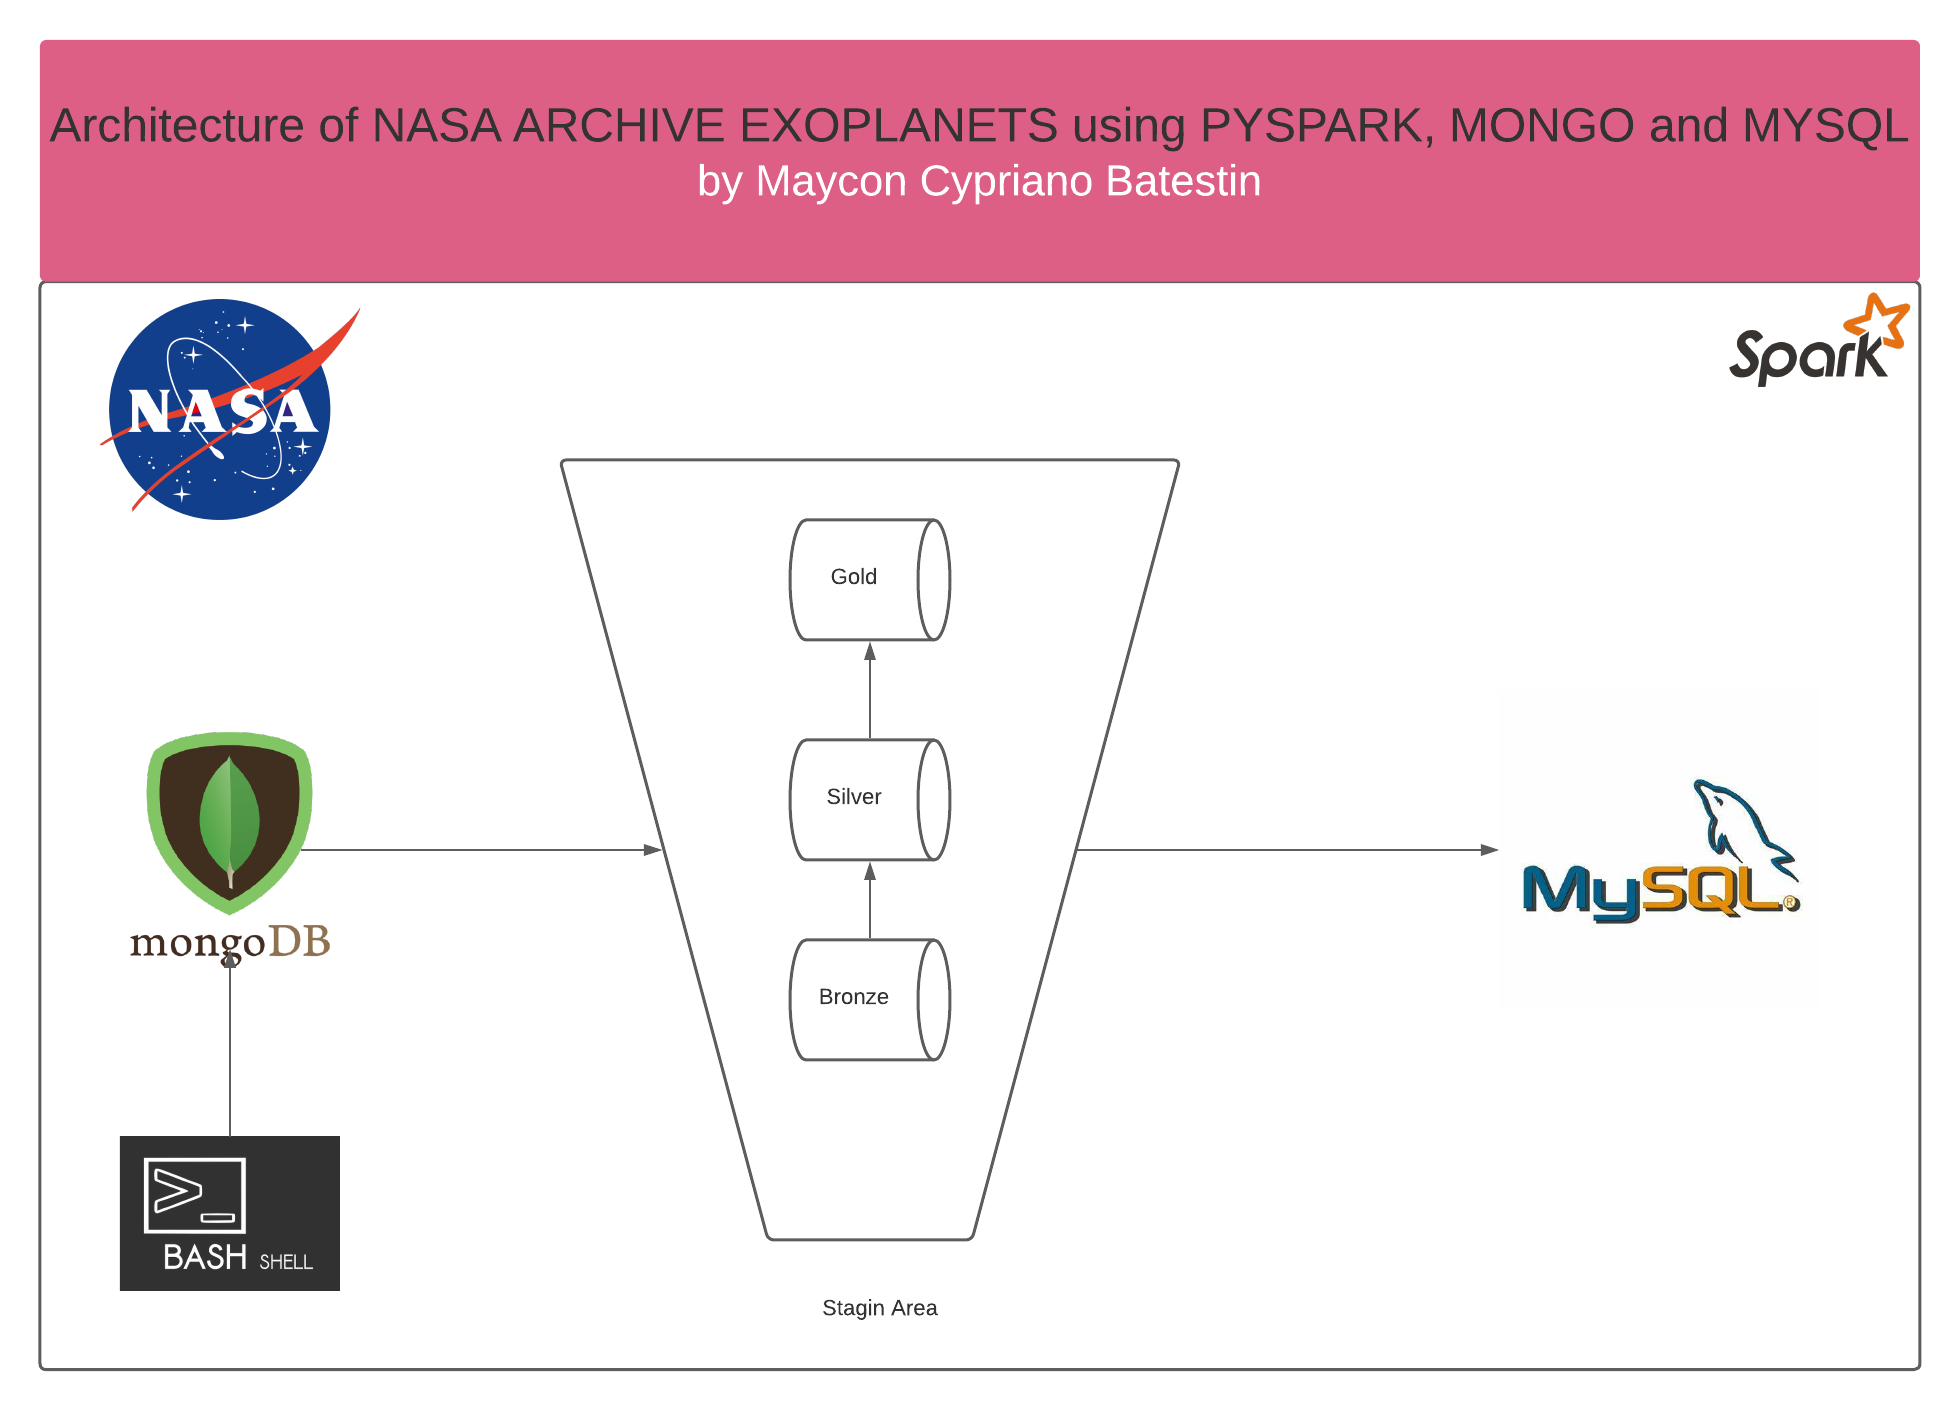 Architecture of NASA ARCHIVE EXOPLANETS using PYSPARK, MONGO and MYSQL
by Maycon Cypriano Batestin
NASA
Spark
Gold
Silver
mongoDB
MySQL®
Bronze
>_
BASH SHELL
Stagin Area